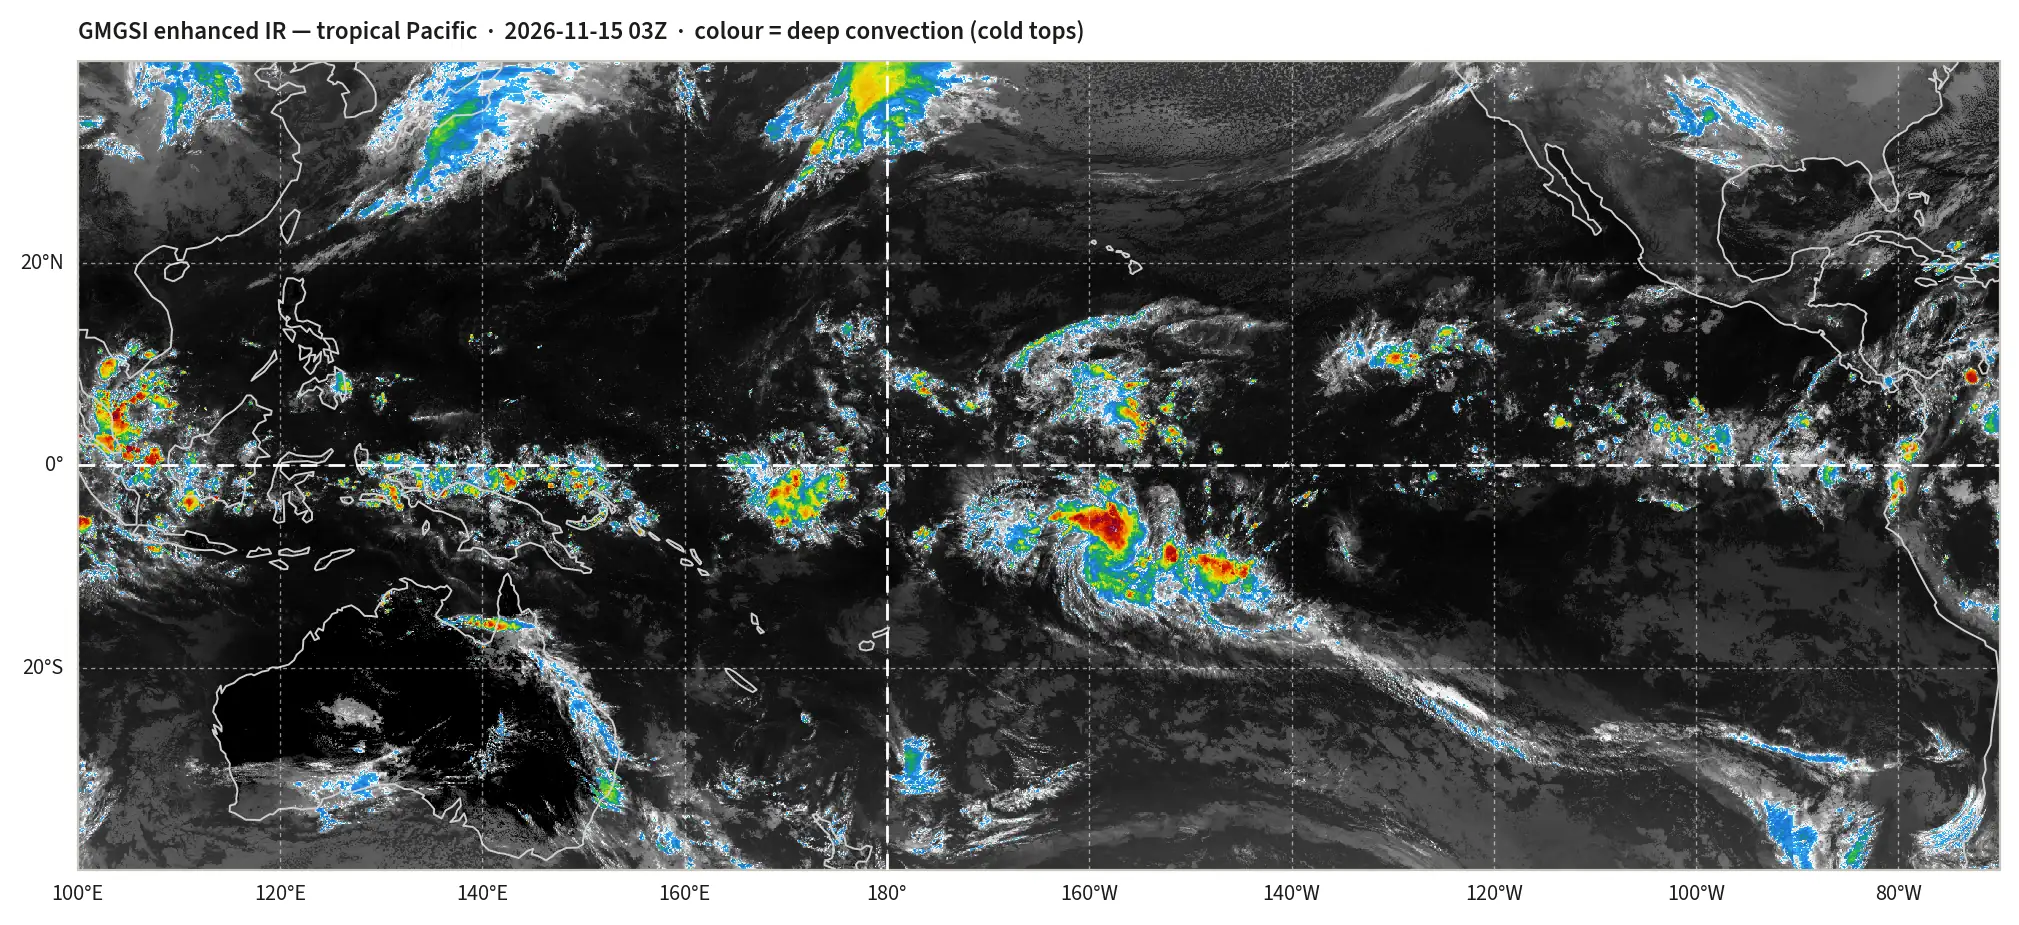 GMGSI enhanced IR — tropical Pacific · 2026-11-15 03Z · colour = deep convection (cold tops)
20°N
0°
20°S
100°E 120°E 140°E 160°E 180° 160°W 140°W 120°W 100°W 80°W